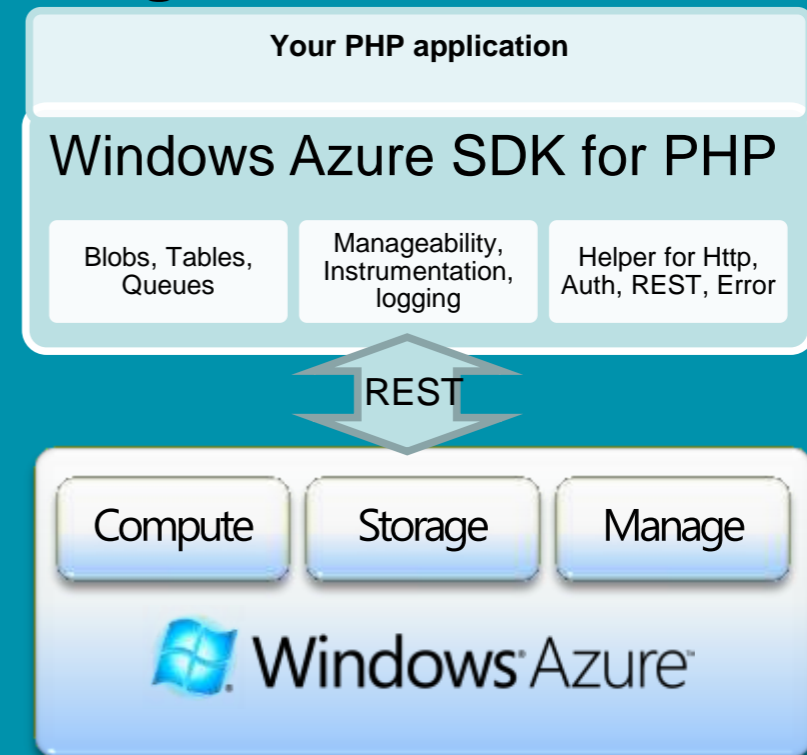 Your PHP application
Windows Azure SDK for PHP
Blobs, Tables,
Queues
Manageability,
Instrumentation,
logging
Helper for Http,
Auth, REST, Error
REST
Compute
Storage
Manage
Windows Azure™